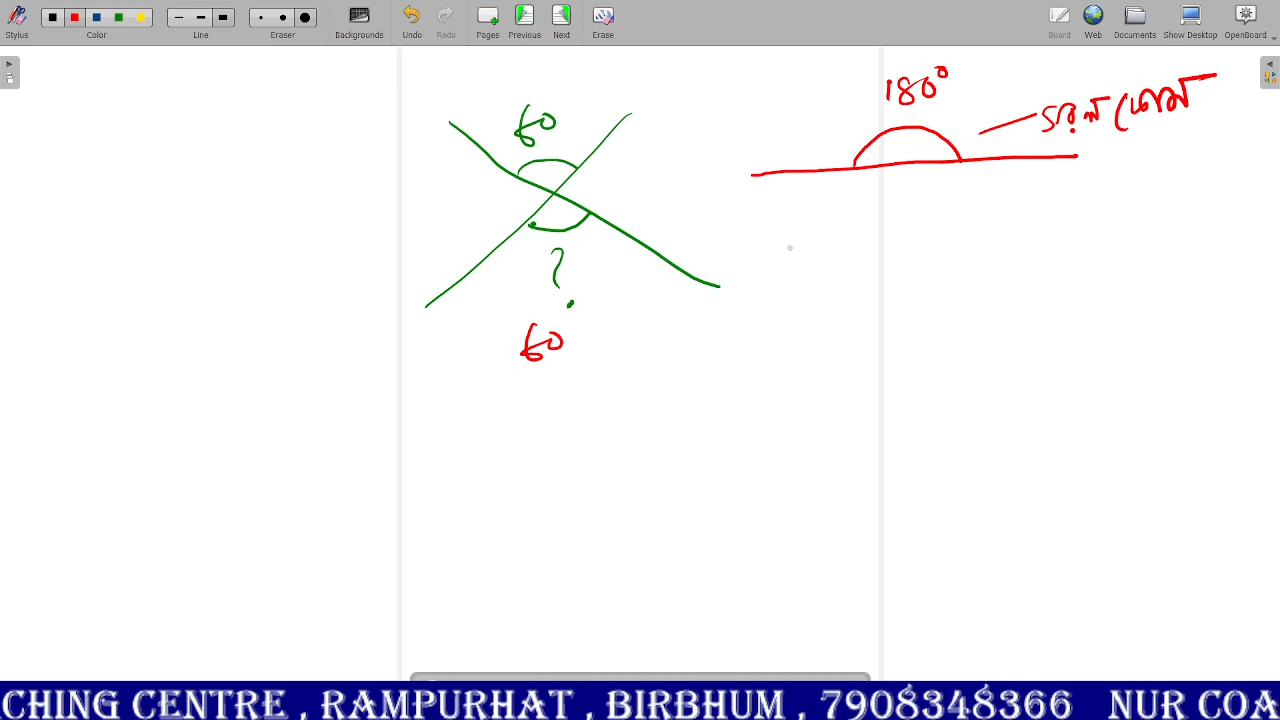 Stylus Color Line Eraser Backgrounds Undo Redo Pages Previous Next Erase Board Web Documents Show Desktop OpenBoard
60
180°
?
60
CHING CENTRE , RAMPURHAT , BIRBHUM , 7908348366 NUR COA